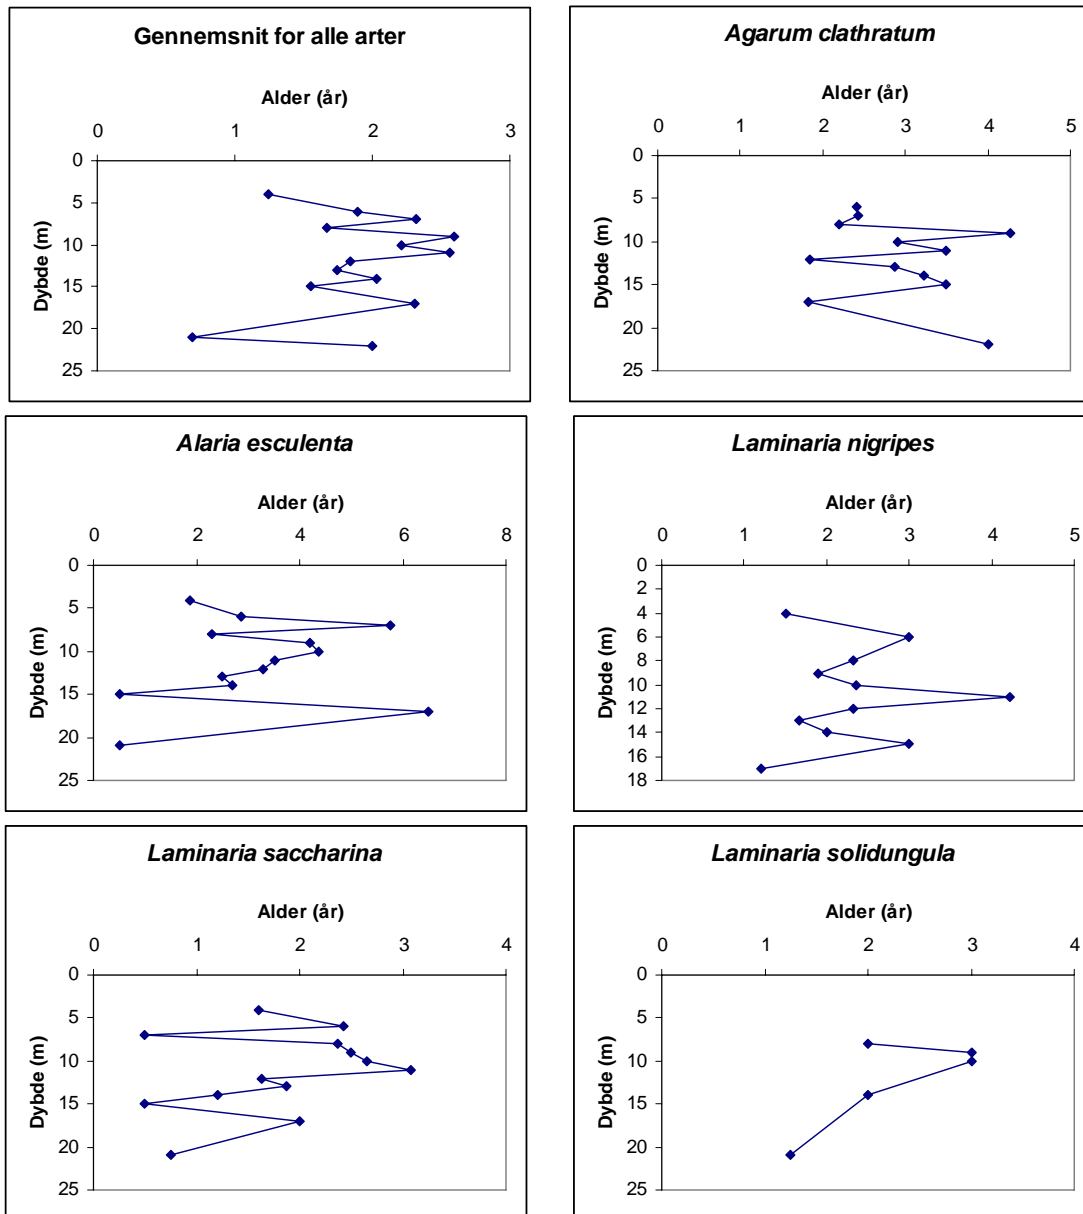 Gennemsnit for alle arter
Alder (år)
0 1 2 3
0
5
10
15
20
25
Dybde (m)
Agarum clathratum
Alder (år)
0 1 2 3 4 5
0
5
10
15
20
25
Dybde (m)
Alaria esculenta
Alder (år)
0 2 4 6 8
0
5
10
15
20
25
Dybde (m)
Laminaria nigripes
Alder (år)
0 1 2 3 4 5
0
2
4
6
8
10
12
14
16
18
Dybde (m)
Laminaria saccharina
Alder (år)
0 1 2 3 4
0
5
10
15
20
25
Dybde (m)
Laminaria solidungula
Alder (år)
0 1 2 3 4
0
5
10
15
20
25
Dybde (m)